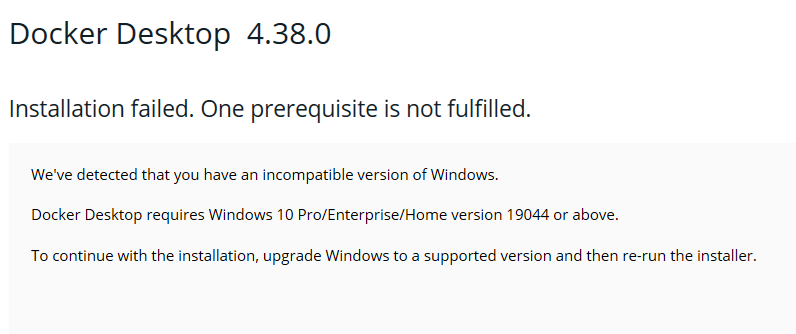 Docker Desktop 4.38.0
Installation failed. One prerequisite is not fulfilled.
We've detected that you have an incompatible version of Windows.
Docker Desktop requires Windows 10 Pro/Enterprise/Home version 19044 or above.
To continue with the installation, upgrade Windows to a supported version and then re-run the installer.